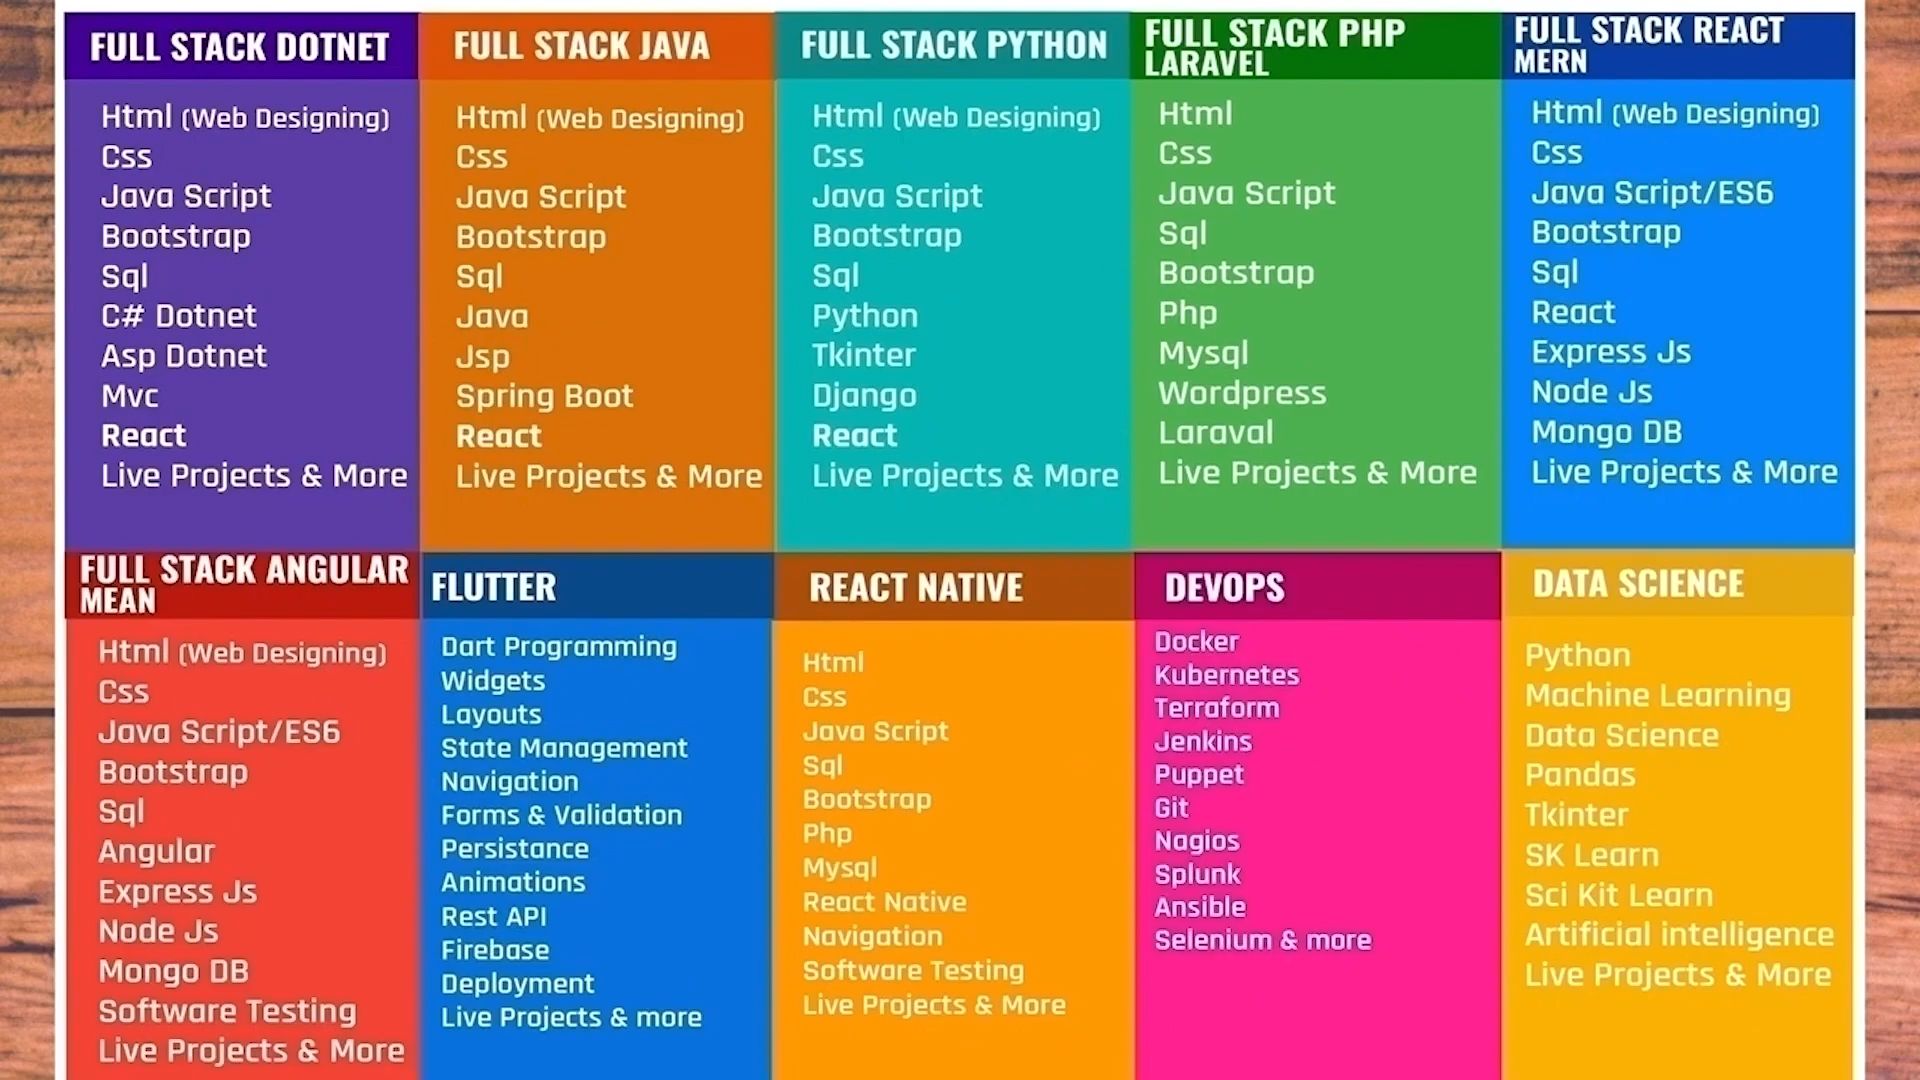 FULL STACK DOTNET
Html (Web Designing)
Css
Java Script
Bootstrap
Sql
C# Dotnet
Asp Dotnet
Mvc
React
Live Projects & More
FULL STACK JAVA
Html (Web Designing)
Css
Java Script
Bootstrap
Sql
Java
Jsp
Spring Boot
React
Live Projects & More
FULL STACK PYTHON
Html (Web Designing)
Css
Java Script
Bootstrap
Sql
Python
Tkinter
Django
React
Live Projects & More
FULL STACK PHP
LARAVEL
Html
Css
Java Script
Sql
Bootstrap
Php
Mysql
Wordpress
Laraval
Live Projects & More
FULL STACK REACT
MERN
Html (Web Designing)
Css
Java Script/ES6
Bootstrap
Sql
React
Express Js
Node Js
Mongo DB
Live Projects & More
FULL STACK ANGULAR
MEAN
Html (Web Designing)
Css
Java Script/ES6
Bootstrap
Sql
Angular
Express Js
Node Js
Mongo DB
Software Testing
Live Projects & More
FLUTTER
Dart Programming
Widgets
Layouts
State Management
Navigation
Forms & Validation
Persistance
Animations
Rest API
Firebase
Deployment
Live Projects & more
REACT NATIVE
Html
Css
Java Script
Sql
Bootstrap
Php
Mysql
React Native
Navigation
Software Testing
Live Projects & More
DEVOPS
Docker
Kubernetes
Terraform
Jenkins
Puppet
Git
Nagios
Splunk
Ansible
Selenium & more
DATA SCIENCE
Python
Machine Learning
Data Science
Pandas
Tkinter
SK Learn
Sci Kit Learn
Artificial intelligence
Live Projects & More